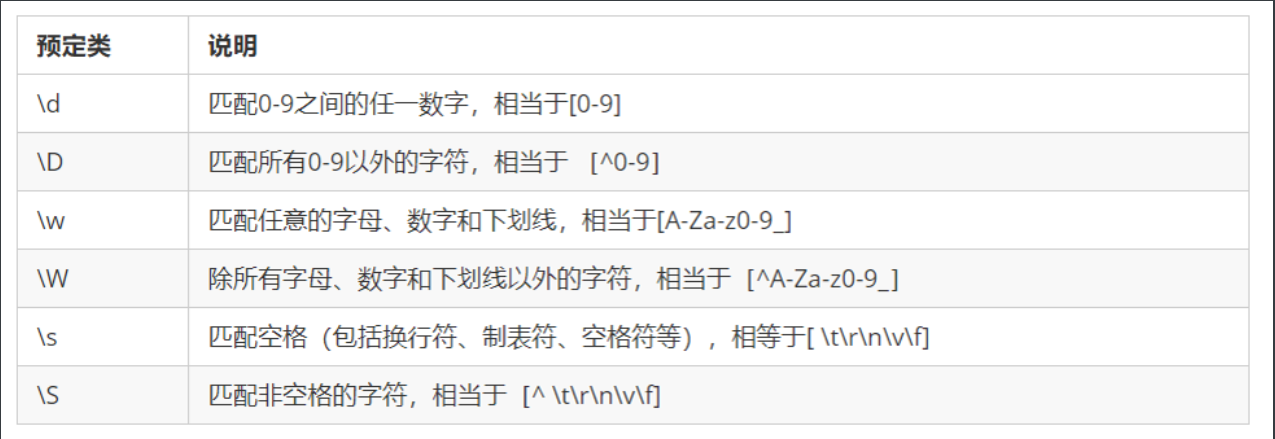 预定类 说明
\d 匹配0-9之间的任一数字，相当于[0-9]
\D 匹配所有0-9以外的字符，相当于 [^0-9]
\w 匹配任意的字母、数字和下划线，相当于[A-Za-z0-9_]
\W 除所有字母、数字和下划线以外的字符，相当于 [^A-Za-z0-9_]
\s 匹配空格（包括换行符、制表符、空格符等），相等于[ \t\r\n\v\f]
\S 匹配非空格的字符，相当于 [^ \t\r\n\v\f]